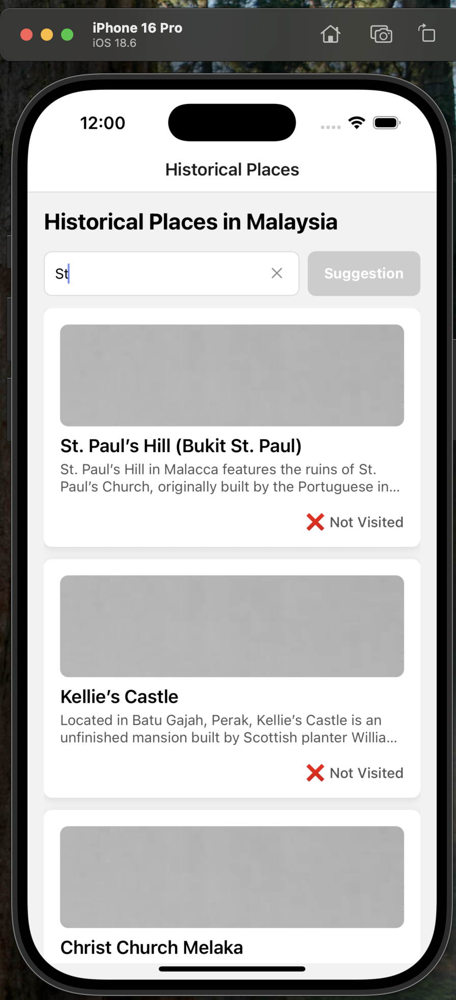 iPhone 16 Pro
iOS 18.6
12:00
Historical Places
Historical Places in Malaysia
St
Suggestion
St. Paul’s Hill (Bukit St. Paul)
St. Paul’s Hill in Malacca features the ruins of St.
Paul’s Church, originally built by the Portuguese in...
❌ Not Visited
Kellie’s Castle
Located in Batu Gajah, Perak, Kellie’s Castle is an
unfinished mansion built by Scottish planter Willia...
❌ Not Visited
Christ Church Melaka